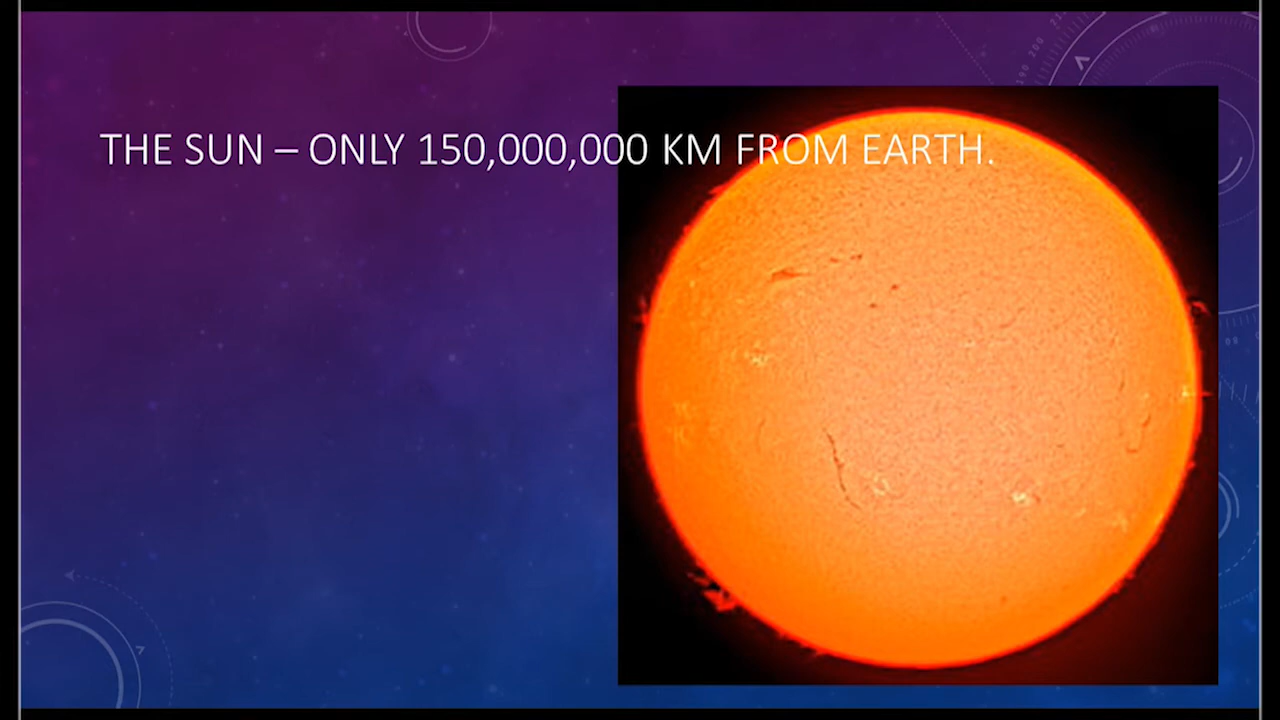 THE SUN – ONLY 150,000,000 KM FROM EARTH.